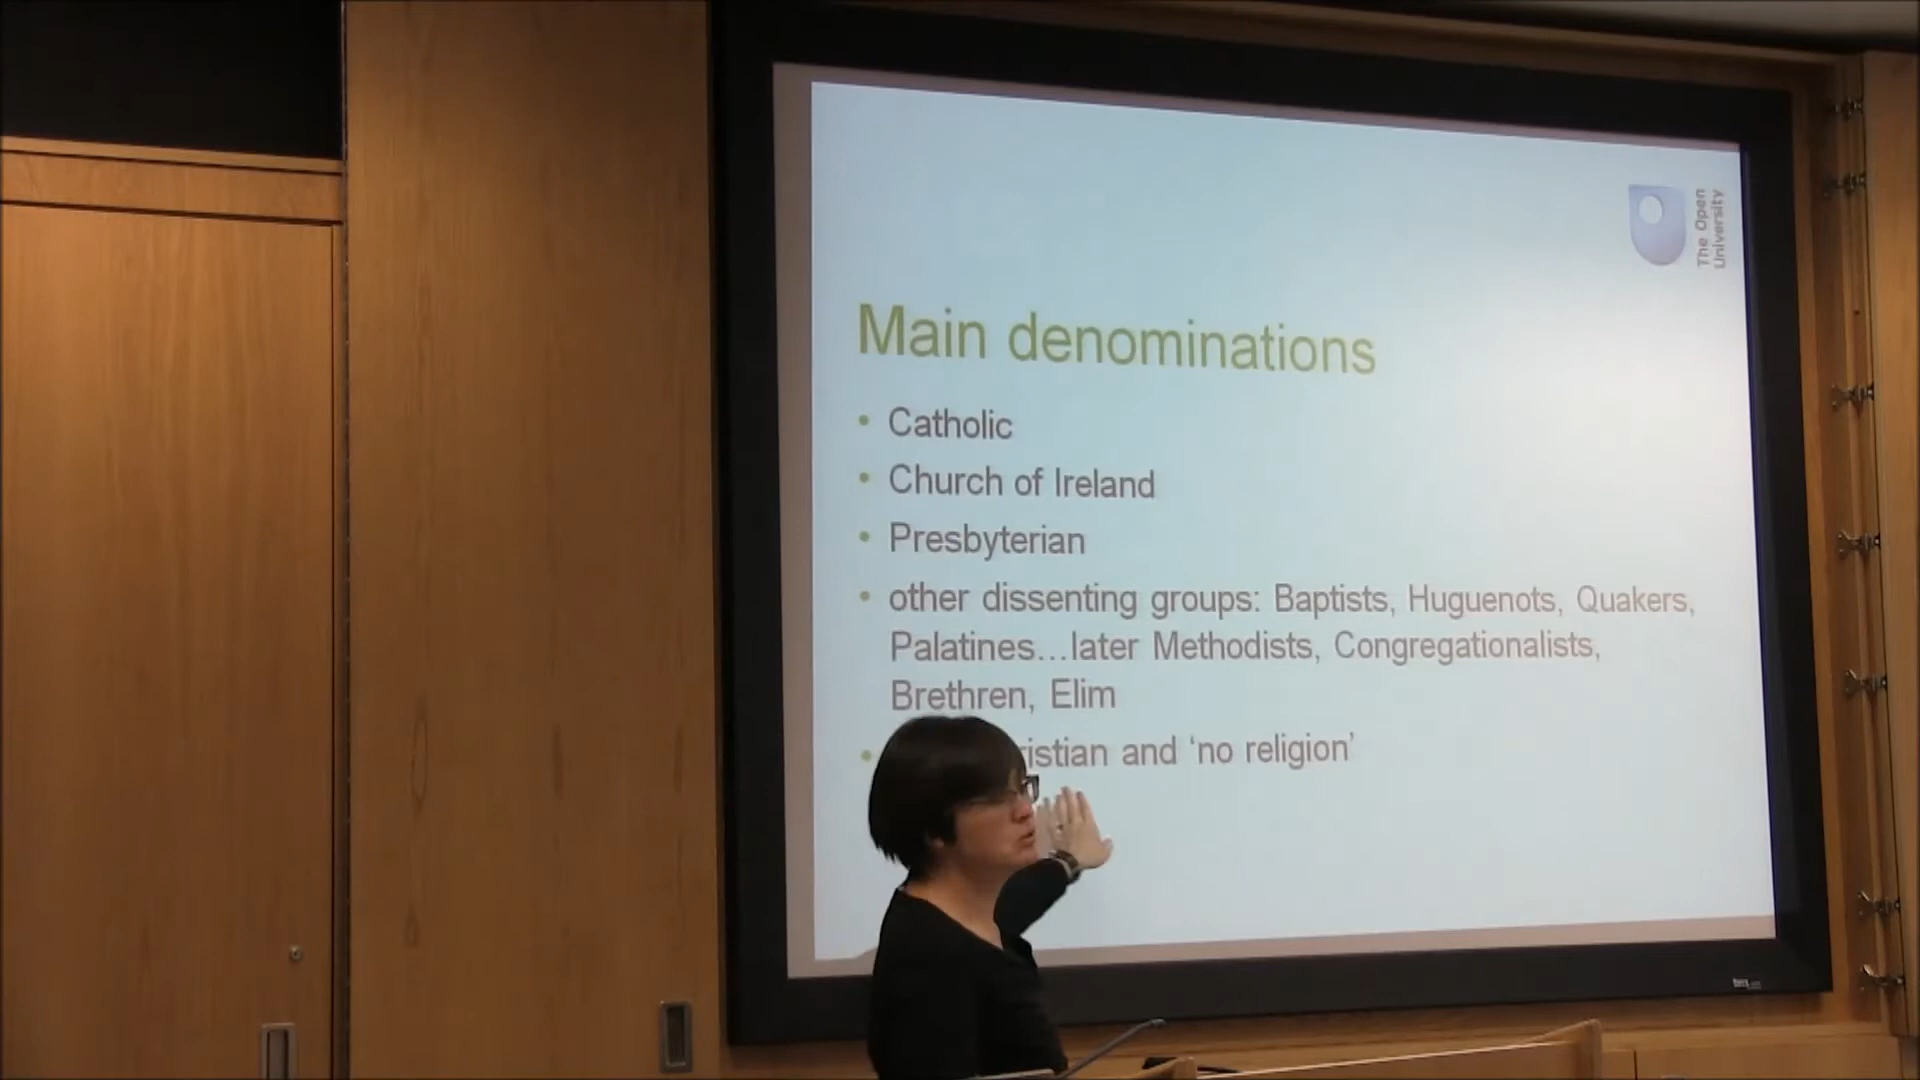 The Open
University
Main denominations
• Catholic
• Church of Ireland
• Presbyterian
• other dissenting groups: Baptists, Huguenots, Quakers,
Palatines...later Methodists, Congregationalists,
Brethren, Elim
• and ‘no religion’